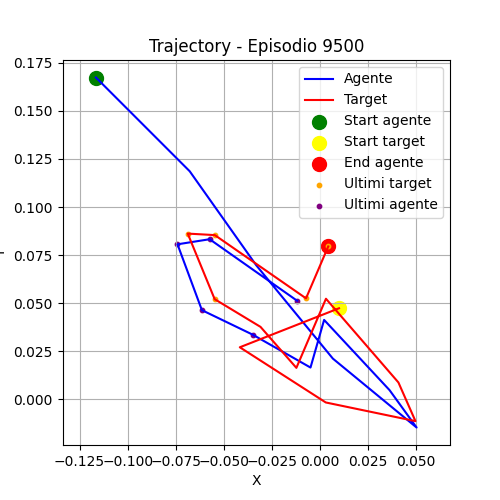 Trajectory - Episodio 9500
0.175
0.150
0.125
0.100
0.075
0.050
0.025
0.000
Agente
Target
Start agente
Start target
End agente
Ultimi target
Ultimi agente
−0.125−0.100−0.075−0.050−0.025 0.000 0.025 0.050
X